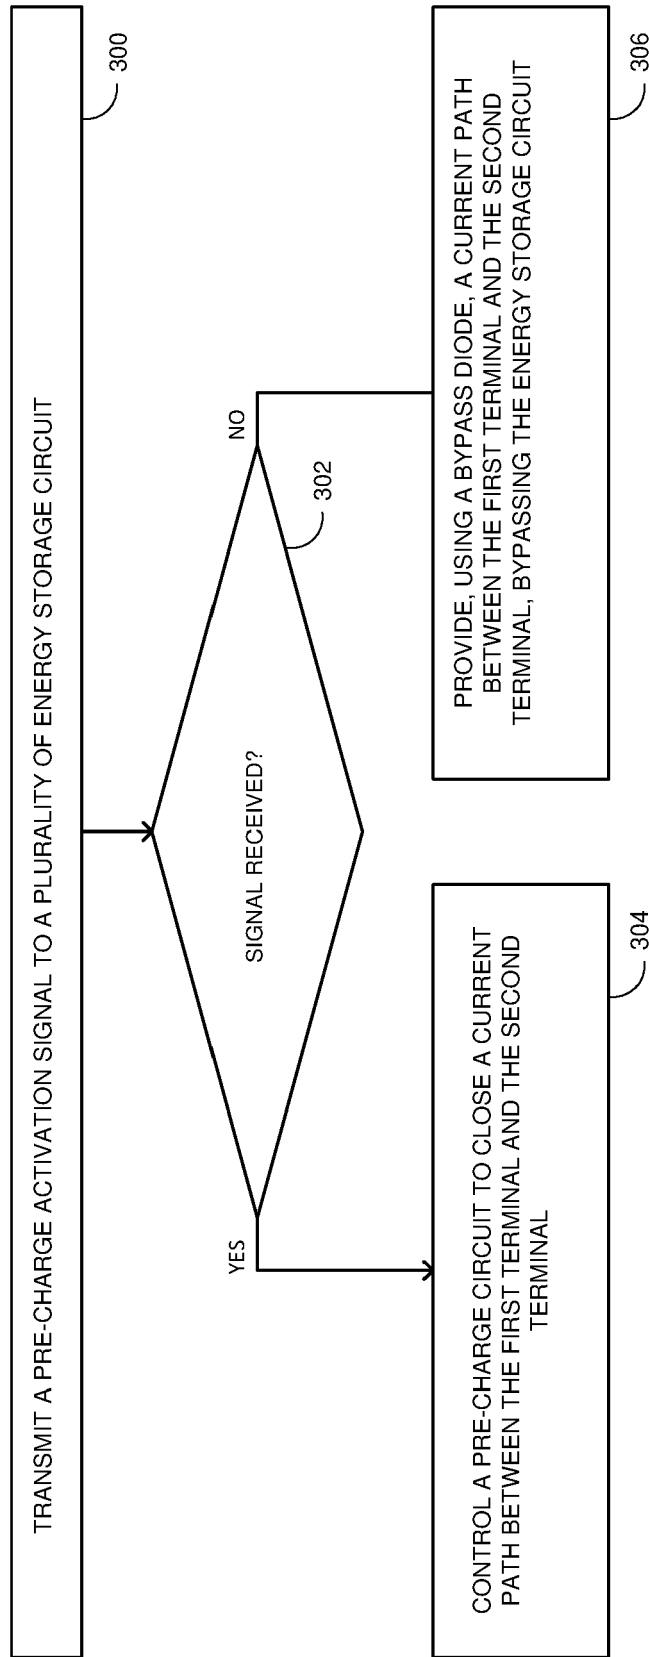 TRANSMIT A PRE-CHARGE ACTIVATION SIGNAL TO A PLURALITY OF ENERGY STORAGE CIRCUIT
300
SIGNAL RECEIVED?
302
YES
NO
CONTROL A PRE-CHARGE CIRCUIT TO CLOSE A CURRENT
PATH BETWEEN THE FIRST TERMINAL AND THE SECOND
TERMINAL
304
PROVIDE, USING A BYPASS DIODE, A CURRENT PATH
BETWEEN THE FIRST TERMINAL AND THE SECOND
TERMINAL, BYPASSING THE ENERGY STORAGE CIRCUIT
306